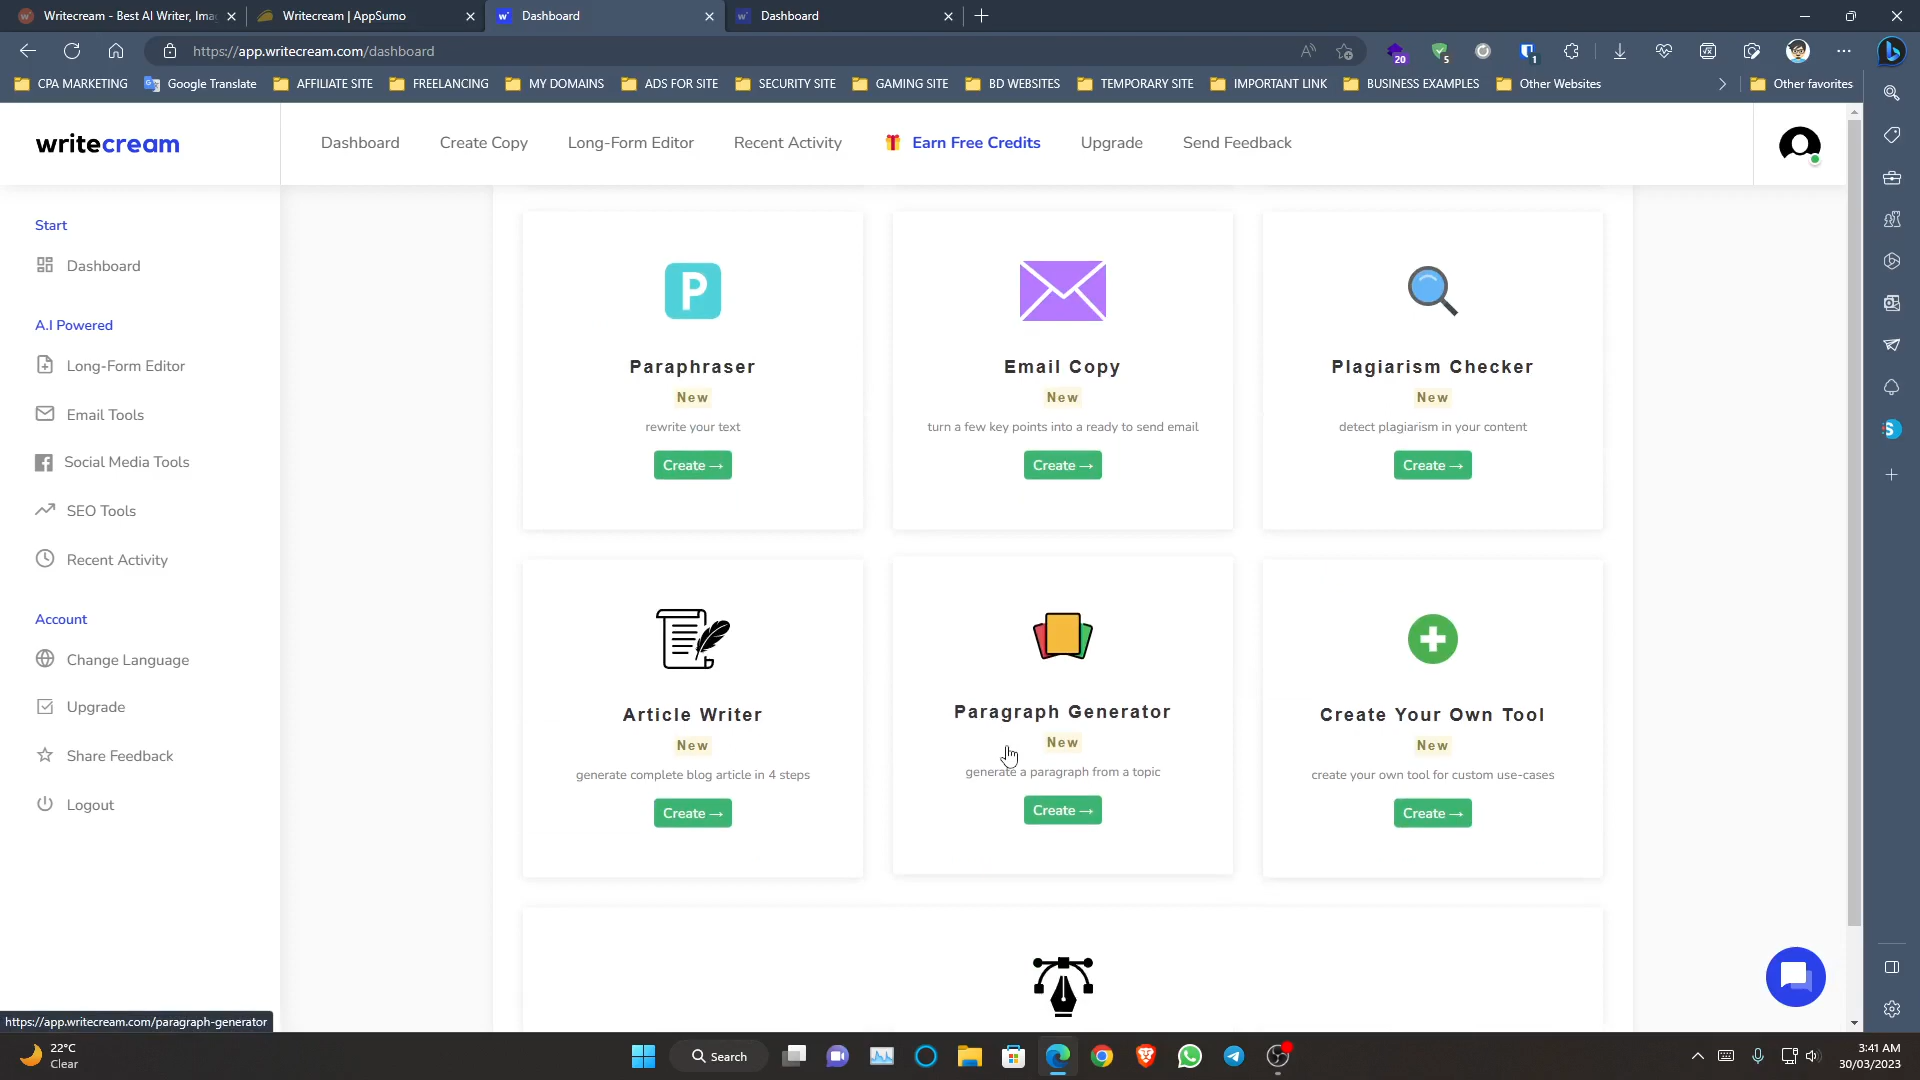 Writecream - Best AI Writer, Ima
Writecream | AppSumo
Dashboard
Dashboard
https://app.writecream.com/dashboard
20
5
1
CPA MARKETING
Google Translate
AFFILIATE SITE
FREELANCING
MY DOMAINS
ADS FOR SITE
SECURITY SITE
GAMING SITE
BD WEBSITES
TEMPORARY SITE
IMPORTANT LINK
BUSINESS EXAMPLES
Other Websites
Other favorites
writecream
Dashboard
Create Copy
Long-Form Editor
Recent Activity
Earn Free Credits
Upgrade
Send Feedback
Start
Dashboard
A.I Powered
Long-Form Editor
Email Tools
Social Media Tools
SEO Tools
Recent Activity
Account
Change Language
Upgrade
Share Feedback
Logout
P
Paraphraser
New
rewrite your text
Create →
Email Copy
New
turn a few key points into a ready to send email
Create →
Plagiarism Checker
New
detect plagiarism in your content
Create →
Article Writer
New
generate complete blog article in 4 steps
Create →
Paragraph Generator
New
generate a paragraph from a topic
Create →
Create Your Own Tool
New
create your own tool for custom use-cases
Create →
https://app.writecream.com/paragraph-generator
22°C
Clear
Search
3:41 AM
30/03/2023